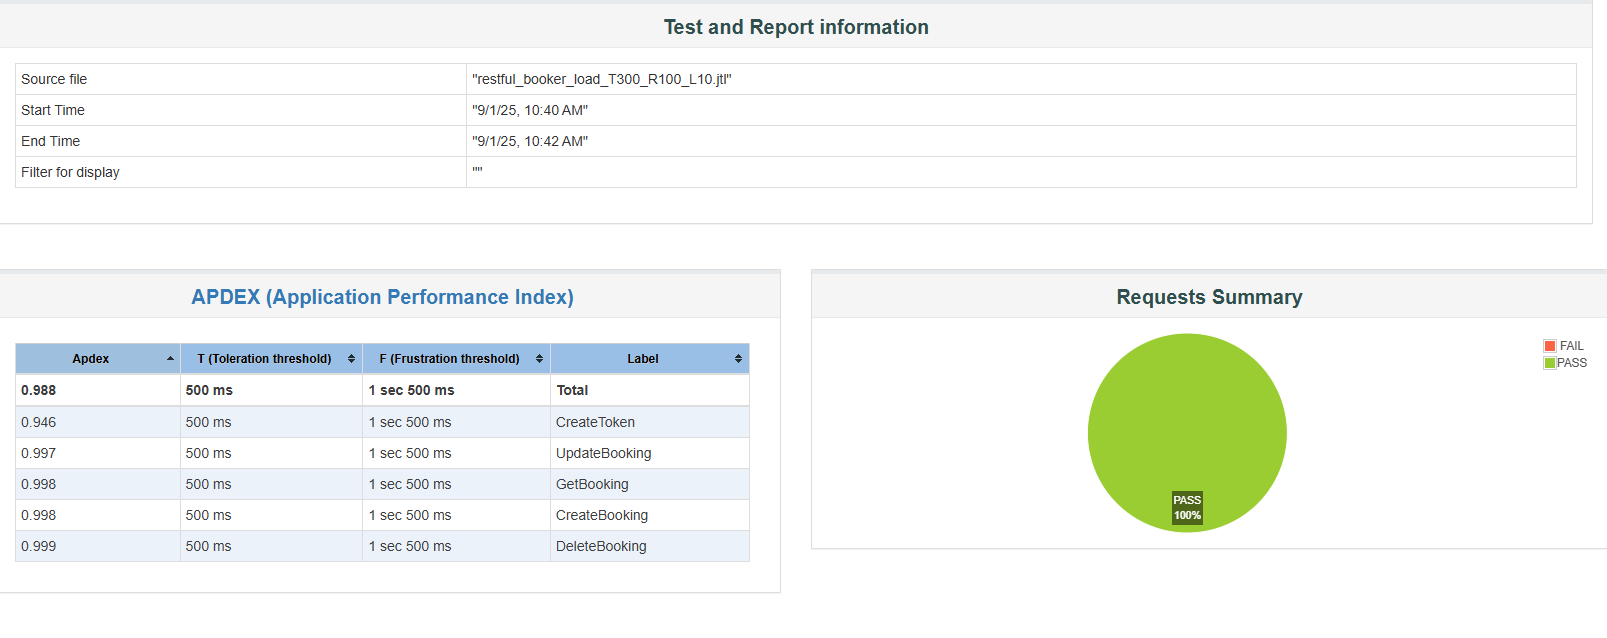 Test and Report information
Source file "restful_booker_load_T300_R100_L10.jtl"
Start Time "9/1/25, 10:40 AM"
End Time "9/1/25, 10:42 AM"
Filter for display ""
APDEX (Application Performance Index)
Apdex T (Toleration threshold) F (Frustration threshold) Label
0.988 500 ms 1 sec 500 ms Total
0.946 500 ms 1 sec 500 ms CreateToken
0.997 500 ms 1 sec 500 ms UpdateBooking
0.998 500 ms 1 sec 500 ms GetBooking
0.998 500 ms 1 sec 500 ms CreateBooking
0.999 500 ms 1 sec 500 ms DeleteBooking
Requests Summary
FAIL
PASS
PASS
100%